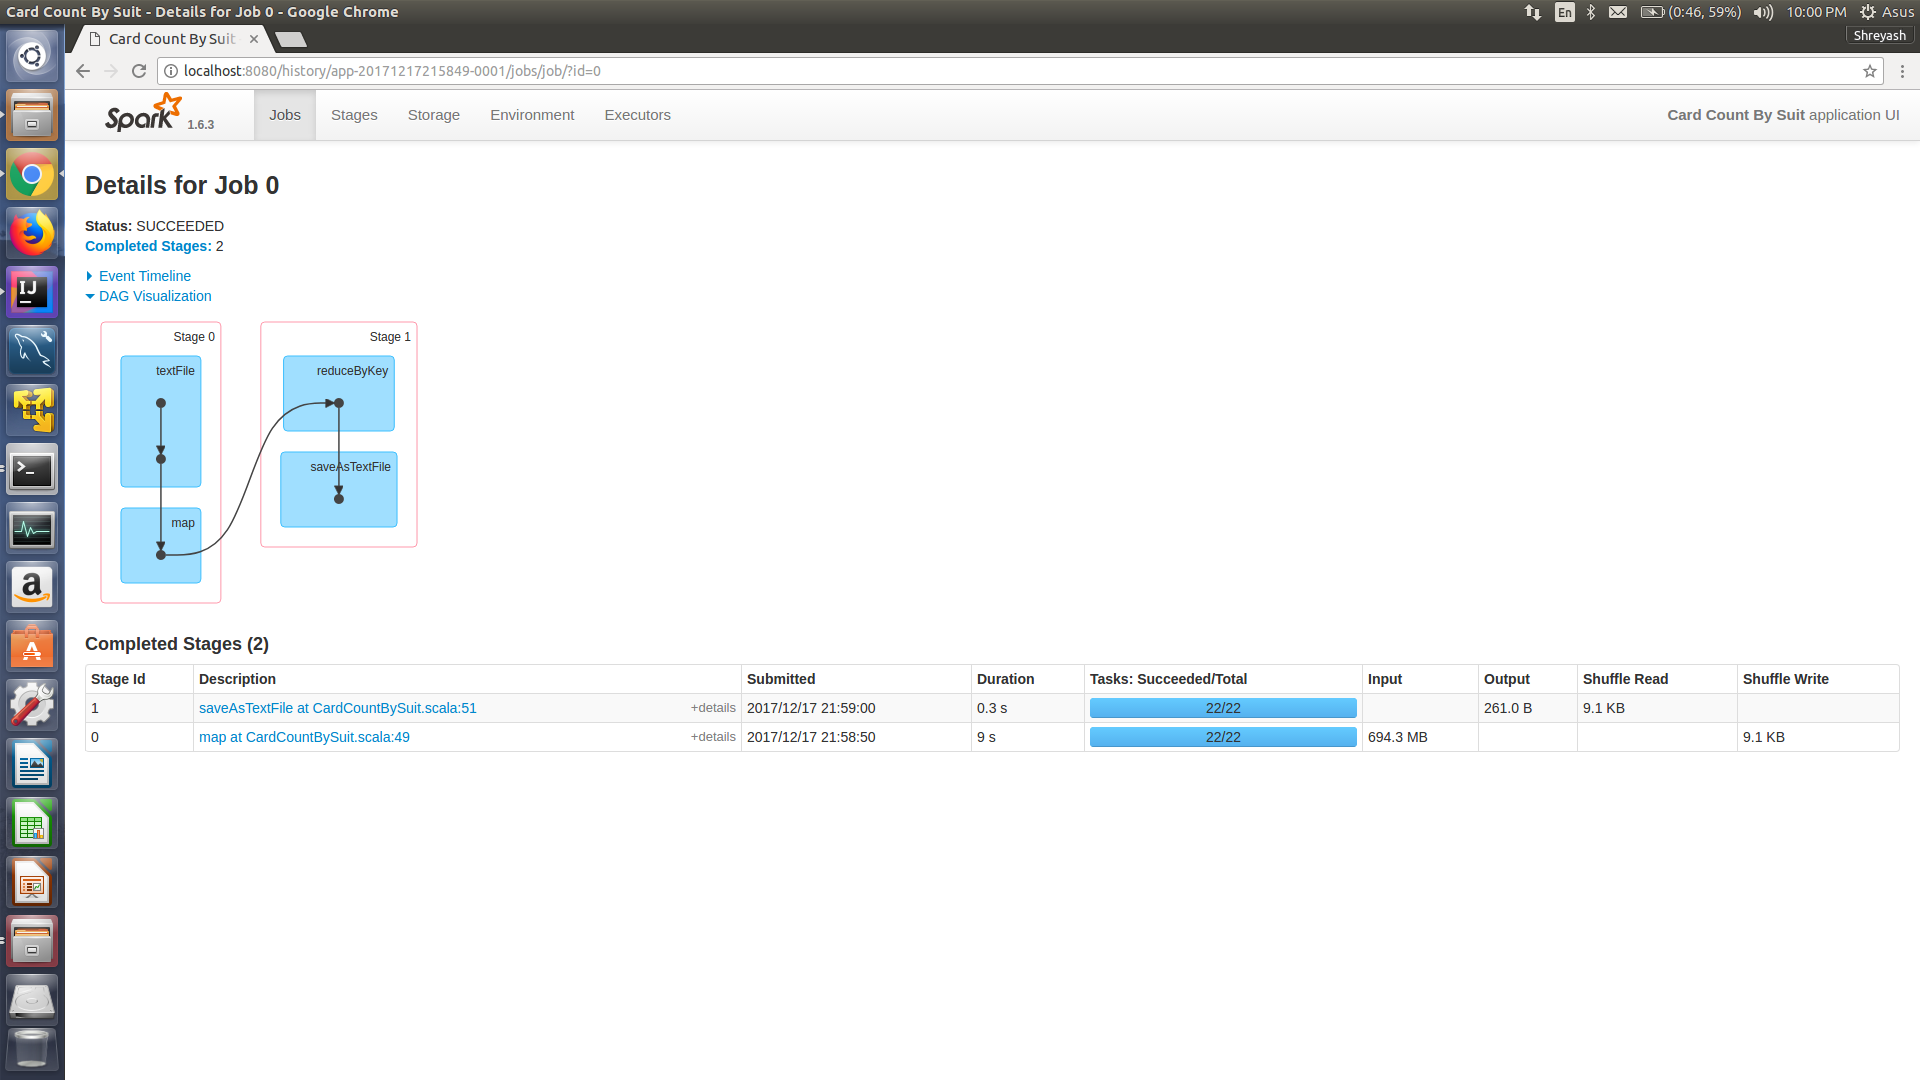 Card Count By Suit - Details for Job 0 - Google Chrome
En
(0:46, 59%)
10:00 PM
Asus
Card Count By Suit
Shreyash
localhost:8080/history/app-20171217215849-0001/jobs/job/?id=0
Spark 1.6.3
Jobs
Stages
Storage
Environment
Executors
Card Count By Suit application UI
Details for Job 0
Status: SUCCEEDED
Completed Stages: 2
Event Timeline
DAG Visualization
Stage 0
textFile
map
Stage 1
reduceByKey
saveAsTextFile
Completed Stages (2)
Stage Id Description Submitted Duration Tasks: Succeeded/Total Input Output Shuffle Read Shuffle Write
1 saveAsTextFile at CardCountBySuit.scala:51 +details 2017/12/17 21:59:00 0.3 s 22/22 261.0 B 9.1 KB
0 map at CardCountBySuit.scala:49 +details 2017/12/17 21:58:50 9 s 22/22 694.3 MB 9.1 KB
IJ
a
A